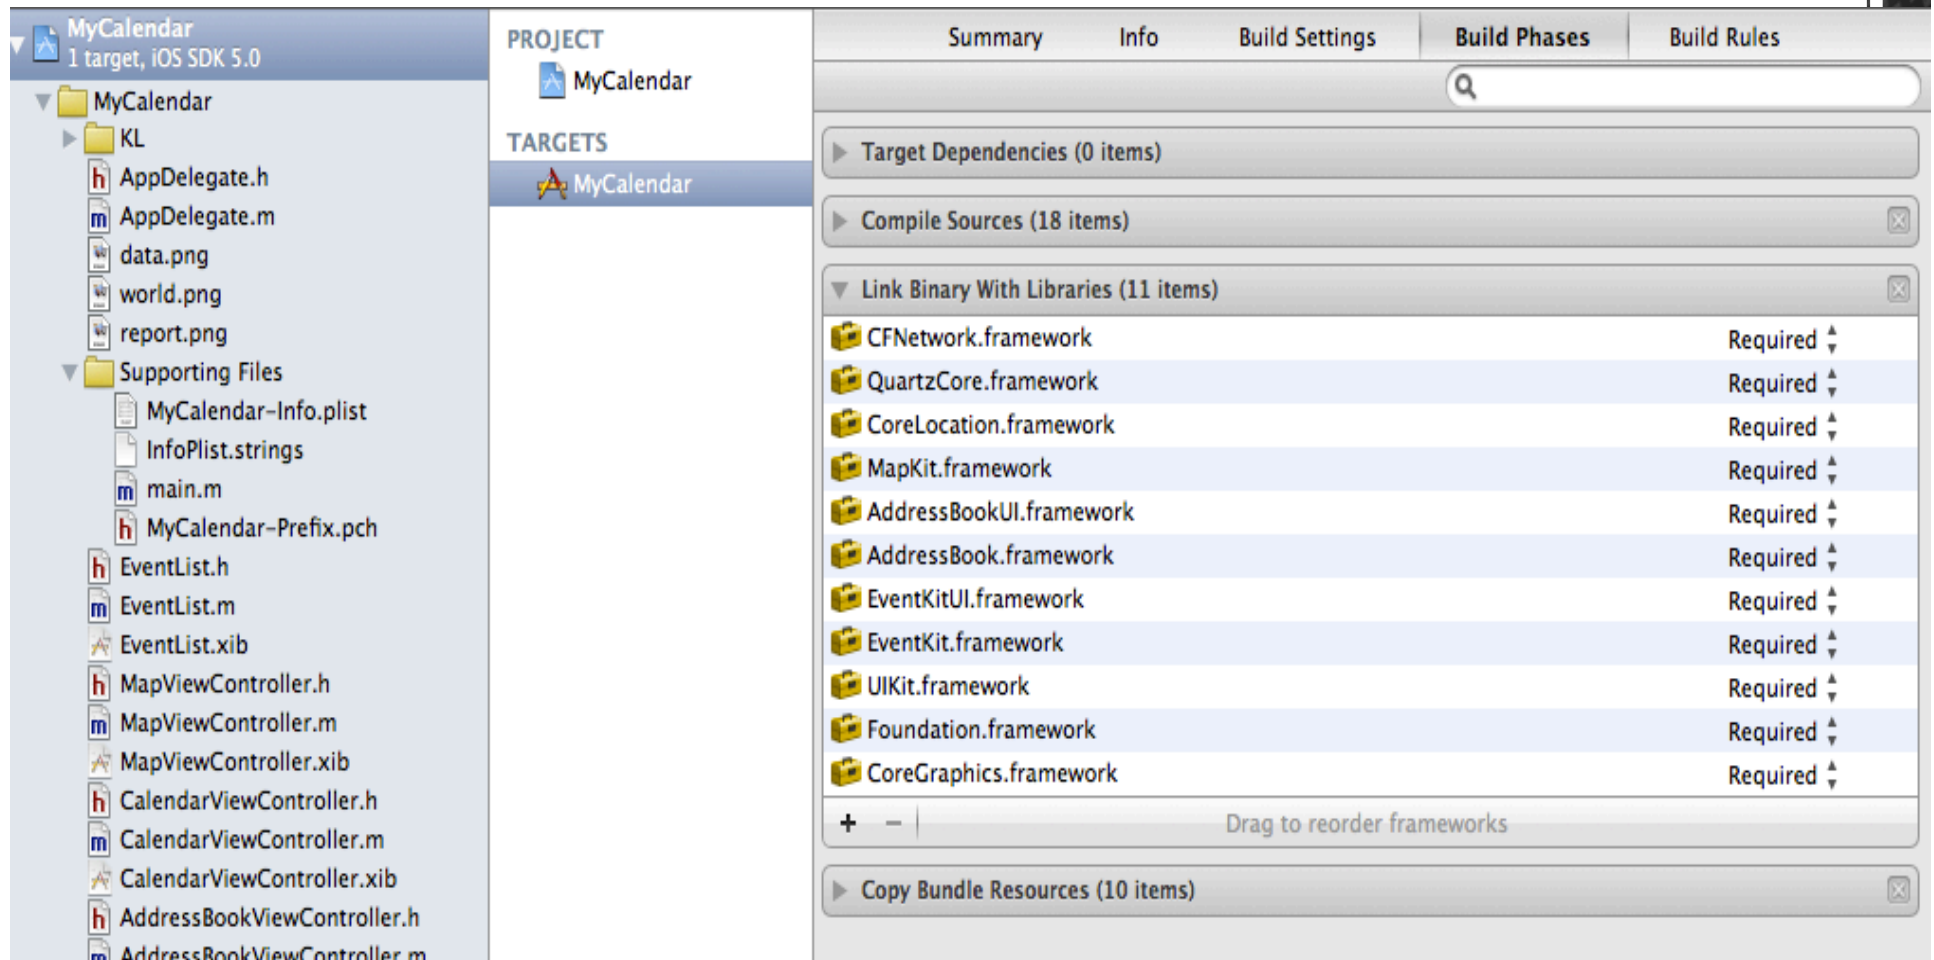 MyCalendar
1 target, iOS SDK 5.0
MyCalendar
KL
AppDelegate.h
AppDelegate.m
data.png
world.png
report.png
Supporting Files
MyCalendar-Info.plist
InfoPlist.strings
main.m
MyCalendar-Prefix.pch
EventList.h
EventList.m
EventList.xib
MapViewController.h
MapViewController.m
MapViewController.xib
CalendarViewController.h
CalendarViewController.m
CalendarViewController.xib
AddressBookViewController.h
AddressBookViewController.m
PROJECT
MyCalendar
TARGETS
MyCalendar
Summary Info Build Settings Build Phases Build Rules
Target Dependencies (0 items)
Compile Sources (18 items)
Link Binary With Libraries (11 items)
CFNetwork.framework Required
QuartzCore.framework Required
CoreLocation.framework Required
MapKit.framework Required
AddressBookUI.framework Required
AddressBook.framework Required
EventKitUI.framework Required
EventKit.framework Required
UIKit.framework Required
Foundation.framework Required
CoreGraphics.framework Required
+ − Drag to reorder frameworks
Copy Bundle Resources (10 items)